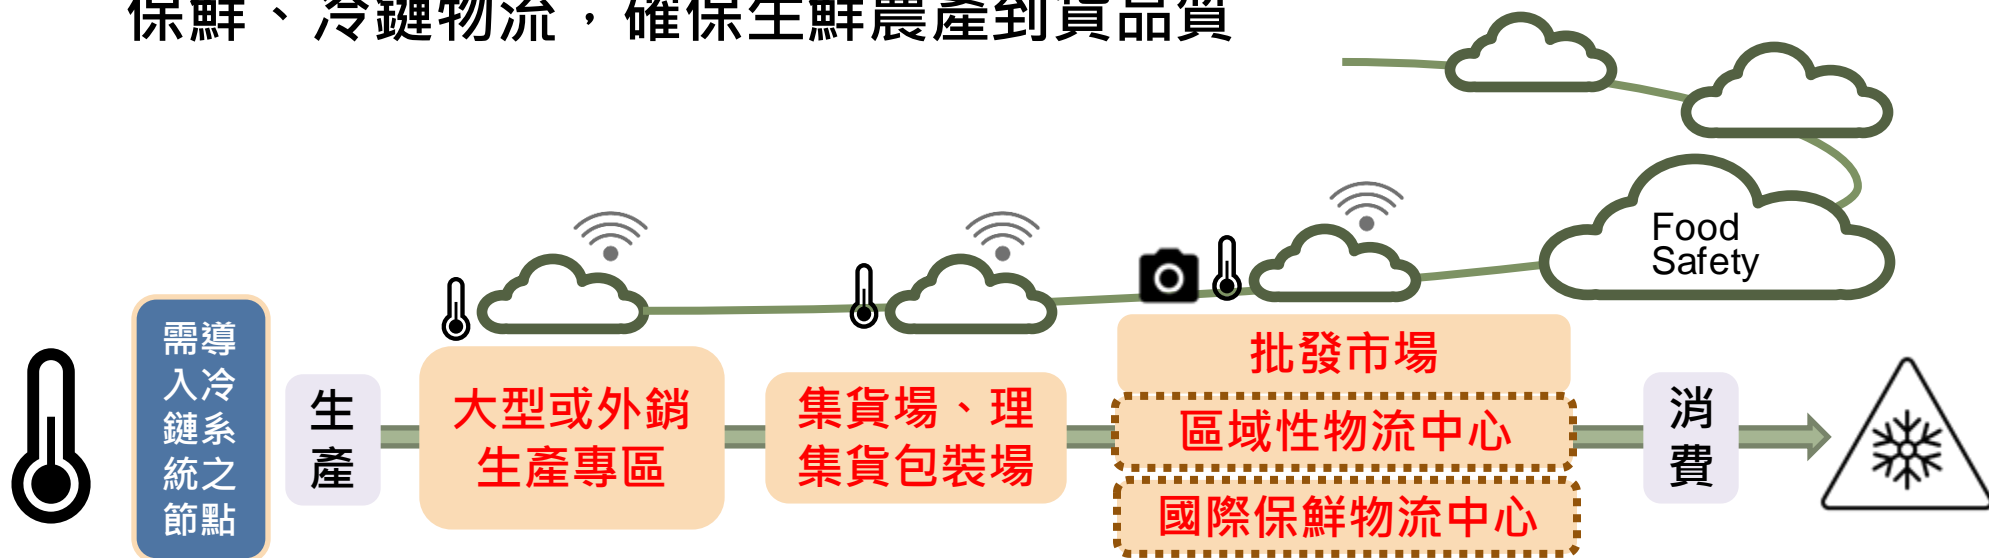 保鮮、冷鏈物流，確保生鮮農產到貨品質
Food
Safety
需導
入冷
鏈系
統之
節點
生
產
大型或外銷
生產專區
集貨場、理
集貨包裝場
批發市場
區域性物流中心
國際保鮮物流中心
消
費